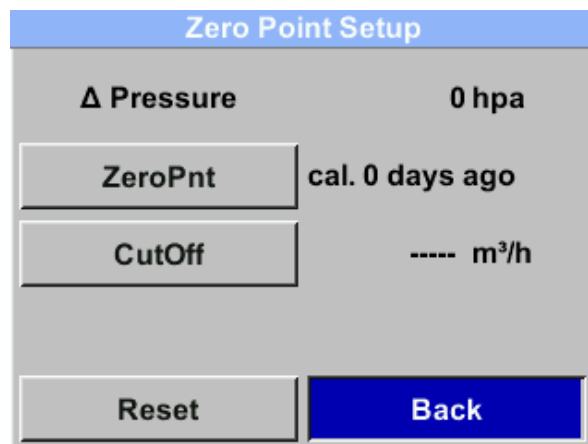 Zero Point Setup
Δ Pressure 0 hpa
ZeroPnt cal. 0 days ago
CutOff ----- m³/h
Reset Back